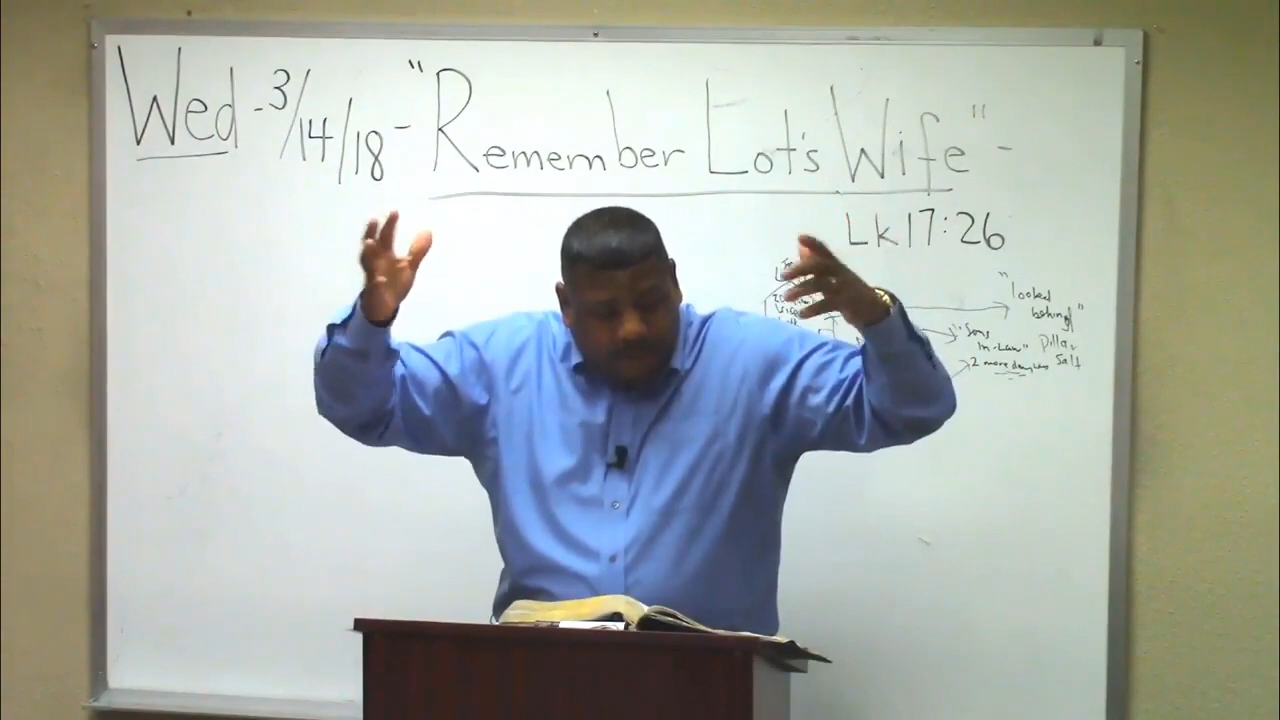 Wed - 3/14/18 - "Remember Lot's Wife" -
Lk 17:26
"looked
behind"
"Sons
in-Law"
Pillar
Salt
2 more daughters